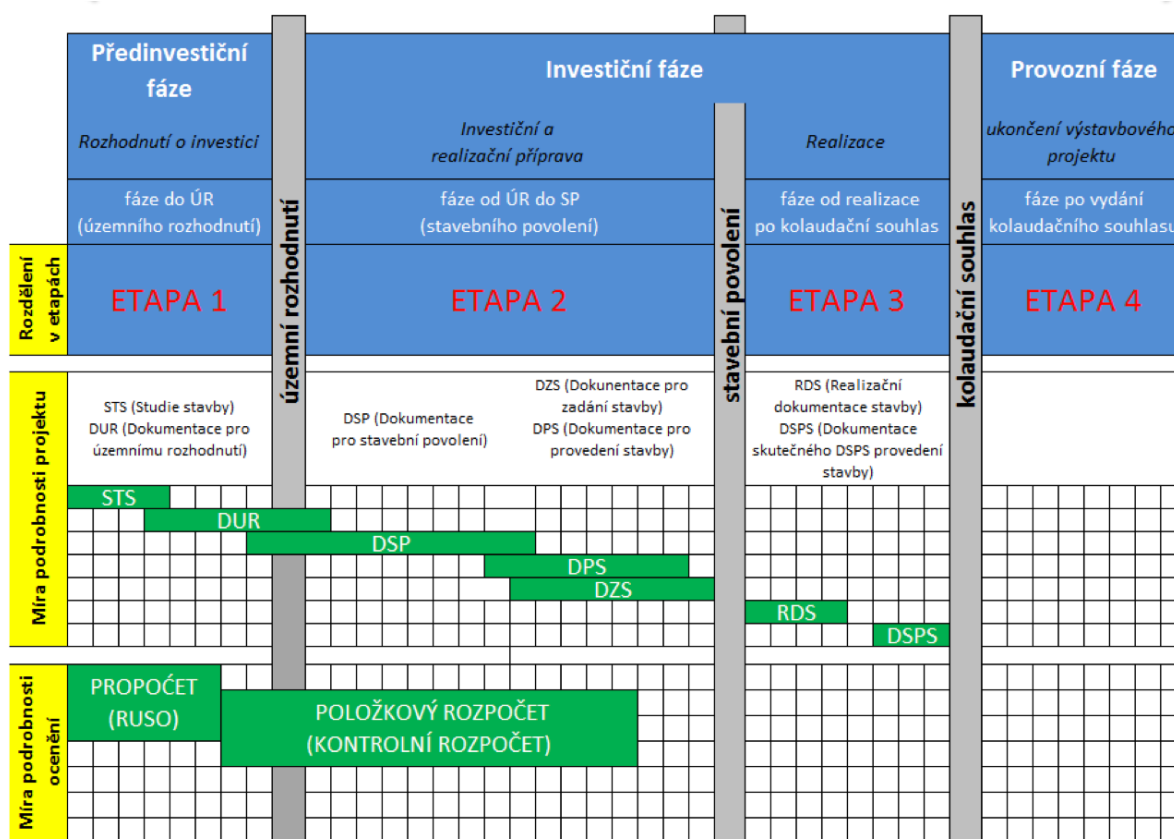 Předinvestiční
fáze
Investiční fáze
Provozní fáze
Rozhodnutí o investici
Investiční a
realizační příprava
Realizace
ukončení výstavbového
projektu
fáze do ÚR
(územního rozhodnutí)
fáze od ÚR do SP
(stavebního povolení)
fáze od realizace
po kolaudační souhlas
fáze po vydání
kolaudačního souhlasu
územní rozhodnutí
stavební povolení
kolaudační souhlas
Rozdělení
v etapách
ETAPA 1
ETAPA 2
ETAPA 3
ETAPA 4
Míra podrobnosti projektu
STS (Studie stavby)
DUR (Dokumentace pro
územnímu rozhodnutí)
DSP (Dokumentace
pro stavební povolení)
DZS (Dokunentace pro
zadání stavby)
DPS (Dokumentace pro
provedení stavby)
RDS (Realizační
dokumentace stavby)
DSPS (Dokumentace
skutečného DSPS provedení
stavby)
STS
DUR
DSP
DPS
DZS
RDS
DSPS
Míra podrobnosti
ocenění
PROPOĆET
(RUSO)
POLOŽKOVÝ ROZPOČET
(KONTROLNÍ ROZPOČET)